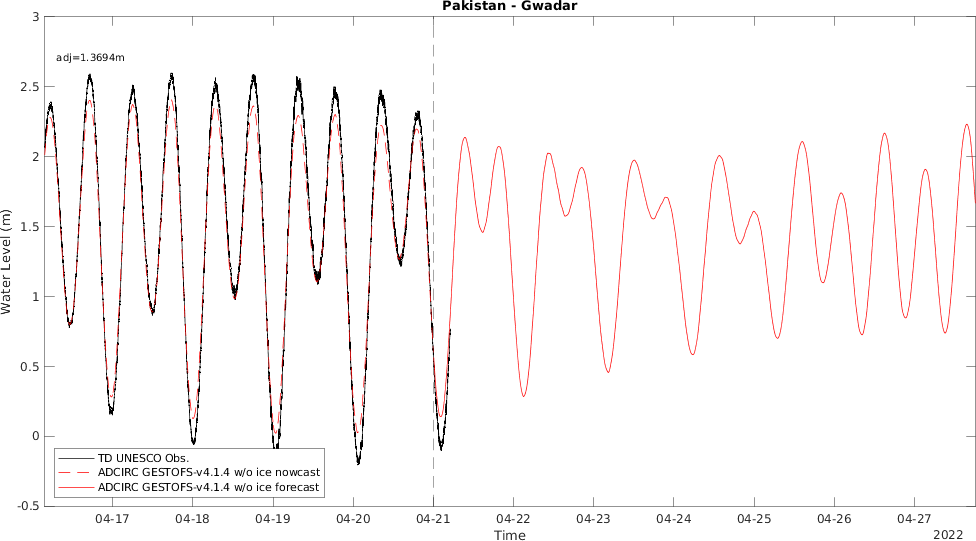 Pakistan - Gwadar
adj=1.3694m
3
2.5
2
1.5
1
0.5
0
-0.5
Water Level (m)
TD UNESCO Obs.
ADCIRC GESTOFS-v4.1.4 w/o ice nowcast
ADCIRC GESTOFS-v4.1.4 w/o ice forecast
04-17 04-18 04-19 04-20 04-21 04-22 04-23 04-24 04-25 04-26 04-27
Time
2022